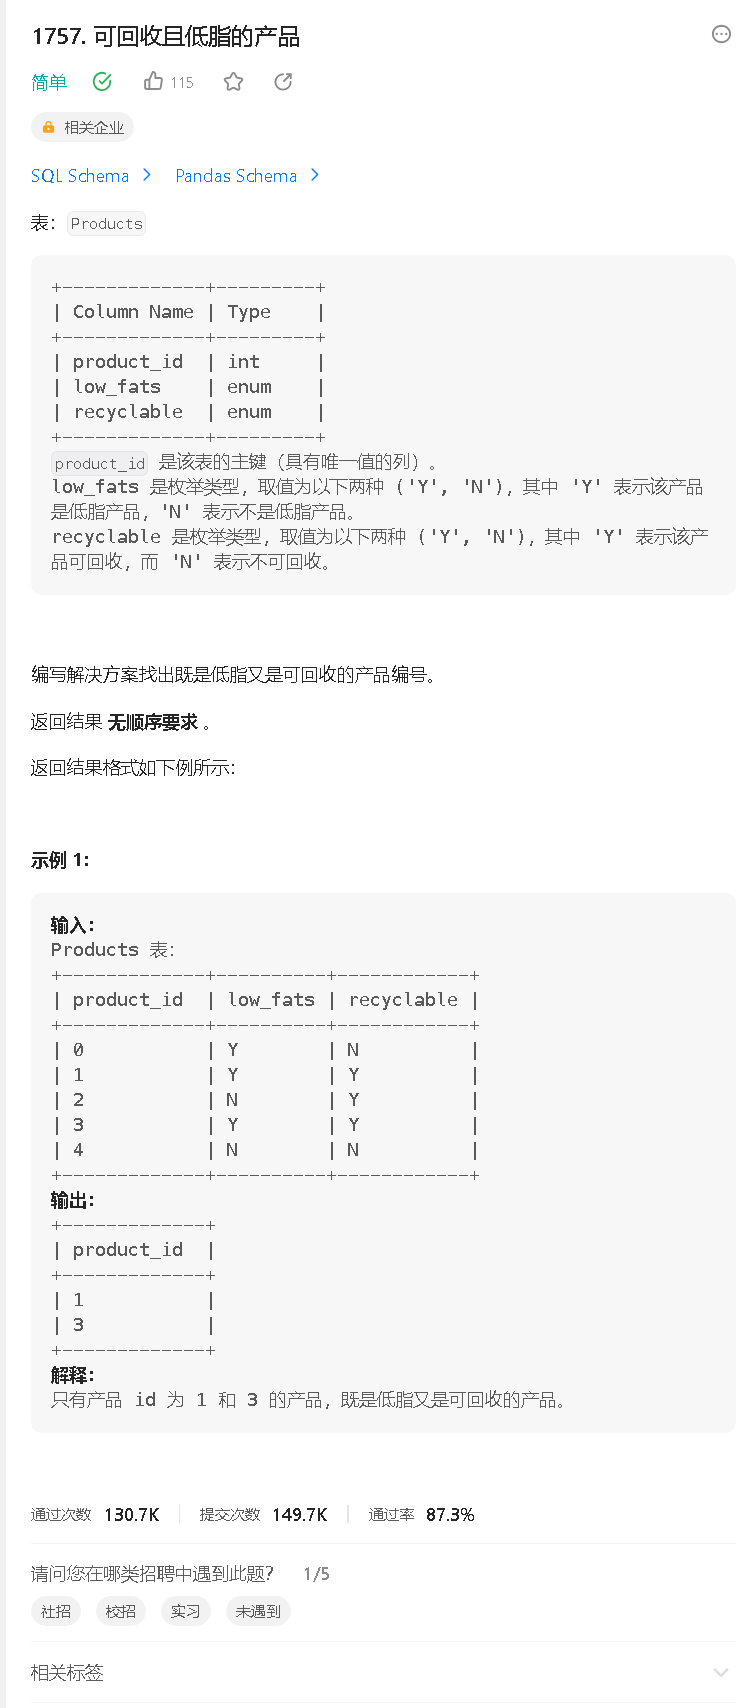 1757. 可回收且低脂的产品
简单 115
相关企业
SQL Schema Pandas Schema
表： Products
+-------------+---------+
| Column Name | Type    |
+-------------+---------+
| product_id  | int     |
| low_fats    | enum    |
| recyclable  | enum    |
+-------------+---------+
product_id 是该表的主键（具有唯一值的列）。
low_fats 是枚举类型，取值为以下两种 ('Y', 'N')，其中 'Y' 表示该产品
是低脂产品，'N' 表示不是低脂产品。
recyclable 是枚举类型，取值为以下两种 ('Y', 'N')，其中 'Y' 表示该产
品可回收，而 'N' 表示不可回收。
编写解决方案找出既是低脂又是可回收的产品编号。
返回结果 无顺序要求 。
返回结果格式如下例所示：
示例 1：
输入：
Products 表：
+-------------+----------+------------+
| product_id  | low_fats | recyclable |
+-------------+----------+------------+
| 0           | Y        | N          |
| 1           | Y        | Y          |
| 2           | N        | Y          |
| 3           | Y        | Y          |
| 4           | N        | N          |
+-------------+----------+------------+
输出：
+-------------+
| product_id  |
+-------------+
| 1           |
| 3           |
+-------------+
解释：
只有产品 id 为 1 和 3 的产品，既是低脂又是可回收的产品。
通过次数 130.7K 提交次数 149.7K 通过率 87.3%
请问您在哪类招聘中遇到此题？ 1/5
社招 校招 实习 未遇到
相关标签